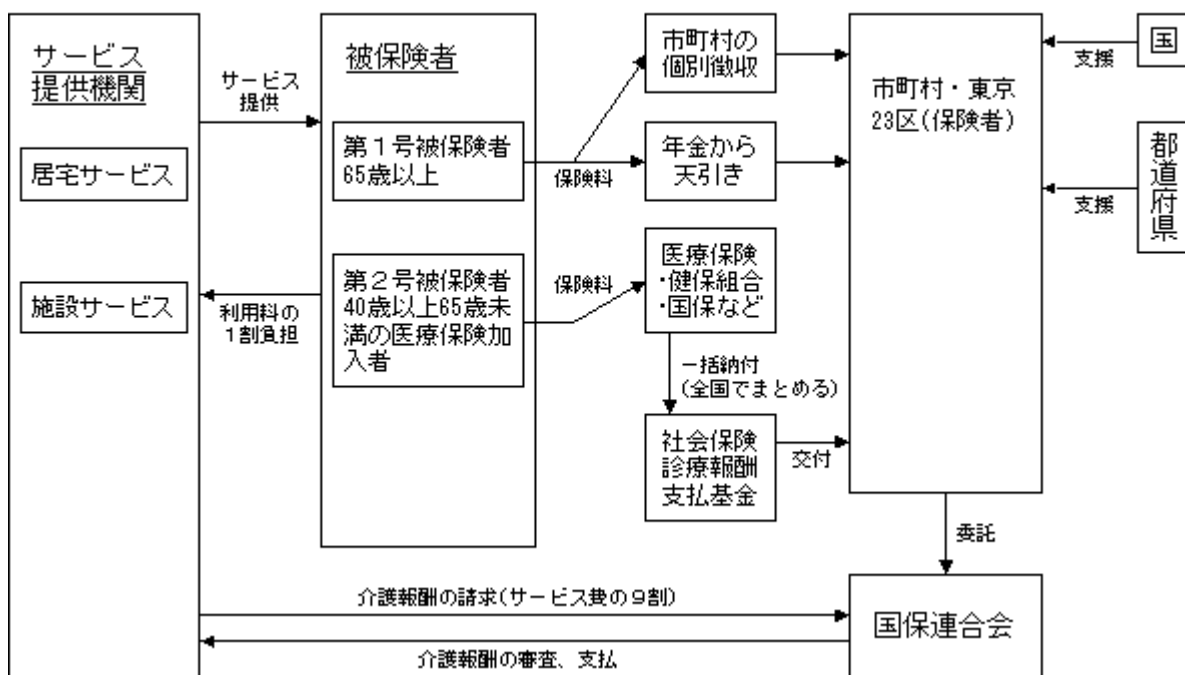 サービス
提供機関
居宅サービス
施設サービス
サービス
提供
利用料の
１割負担
被保険者
第１号被保険者
65歳以上
第２号被保険者
40歳以上65歳未
満の医療保険加
入者
保険料
保険料
市町村の
個別徴収
年金から
天引き
医療保険
・健保組合
・国保など
一括納付
(全国でまとめる)
社会保険
診療報酬
支払基金
交付
市町村・東京
23区(保険者)
国
支援
都道府県
支援
委託
国保連合会
介護報酬の請求(サービス費の９割)
介護報酬の審査、支払